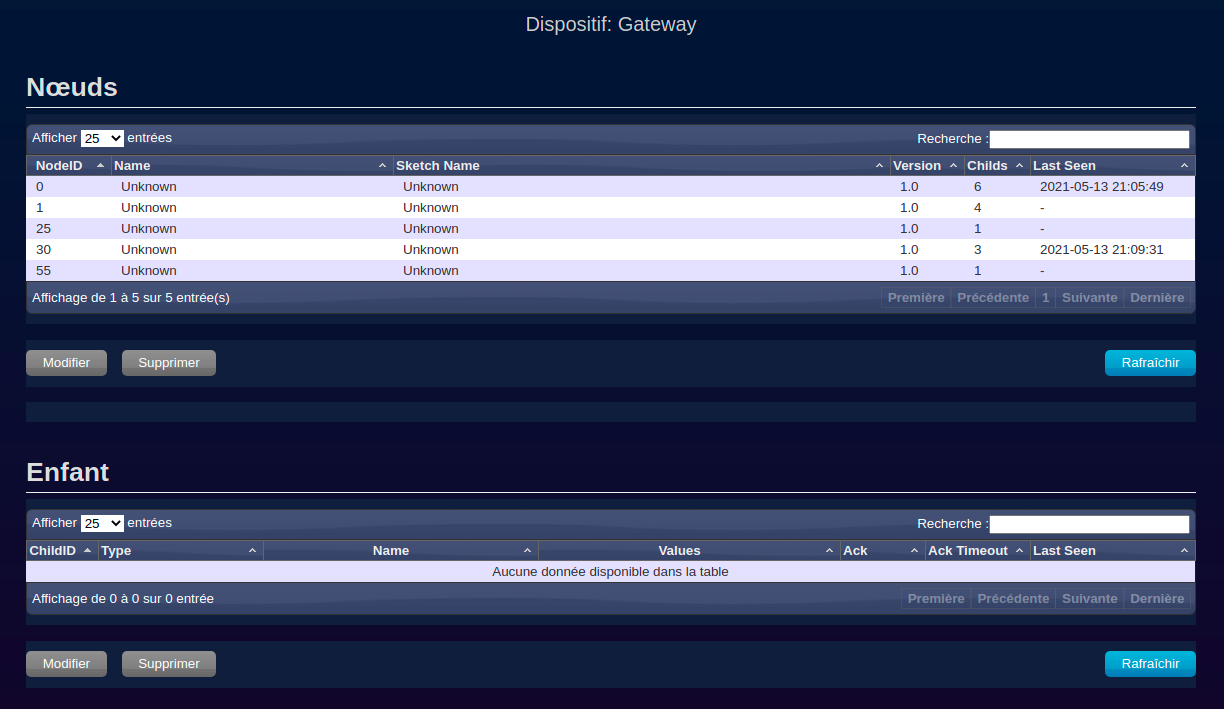 Dispositif: Gateway
Nœuds
Afficher 25 entrées Recherche :
NodeID Name Sketch Name Version Childs Last Seen
0 Unknown Unknown 1.0 6 2021-05-13 21:05:49
1 Unknown Unknown 1.0 4 -
25 Unknown Unknown 1.0 1 -
30 Unknown Unknown 1.0 3 2021-05-13 21:09:31
55 Unknown Unknown 1.0 1 -
Affichage de 1 à 5 sur 5 entrée(s) Première Précédente 1 Suivante Dernière
Modifier Supprimer Rafraîchir
Enfant
Afficher 25 entrées Recherche :
ChildID Type Name Values Ack Ack Timeout Last Seen
Aucune donnée disponible dans la table
Affichage de 0 à 0 sur 0 entrée Première Précédente Suivante Dernière
Modifier Supprimer Rafraîchir